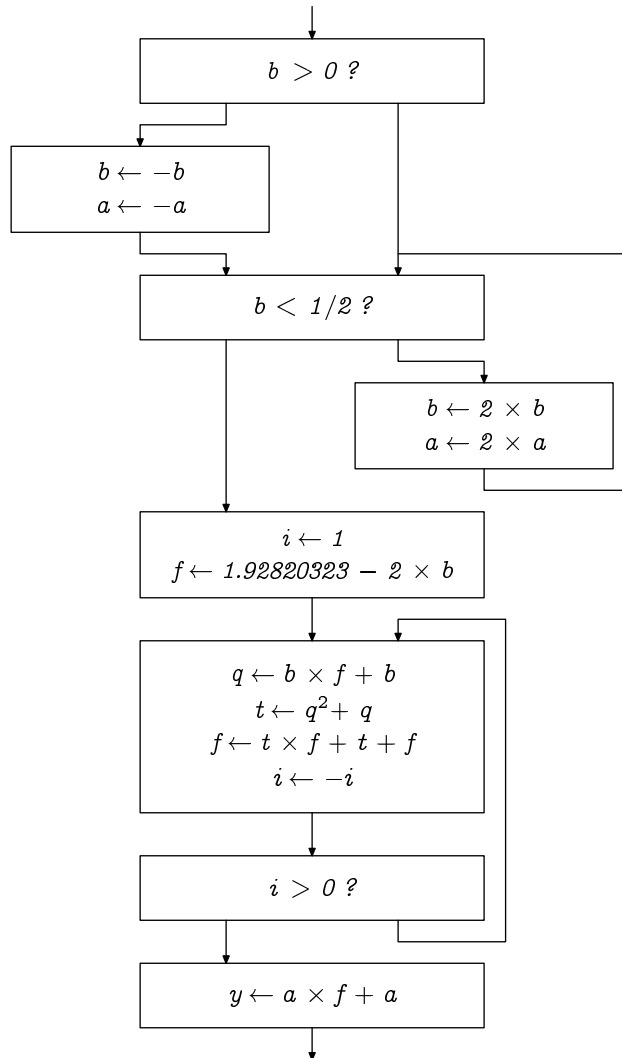 b > 0 ?
b ← −b
a ← −a
b < 1/2 ?
b ← 2 × b
a ← 2 × a
i ← 1
f ← 1.92820323 − 2 × b
q ← b × f + b
t ← q² + q
f ← t × f + t + f
i ← −i
i > 0 ?
y ← a × f + a